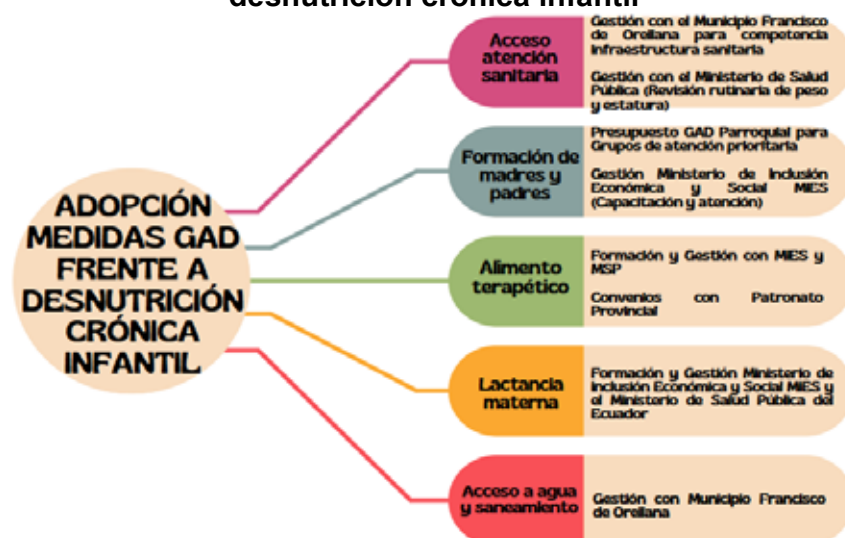 desnutrición crónica infantil
Acceso
atención
sanitaria
Gestión con el Municipio Francisco
de Orellana para competencia
infraestructura sanitaria
Gestión con el Ministerio de Salud
Pública (Revisión rutinaria de peso
y estatura)
Formación de
madres y
padres
Presupuesto GAD Parroquial para
Grupos de atención prioritaria
Gestión Ministerio de Inclusión
Económica y Social MIES
(Capacitación y atención)
ADOPCIÓN
MEDIDAS GAD
FRENTE A
DESNUTRICIÓN
CRÓNICA
INFANTIL
Alimento
terapético
Formación y Gestión con MIES y
MSP
Convenios con Patronato
Provincial
Lactancia
materna
Formación y Gestión Ministerio de
Inclusión Económica y Social MIES y
el Ministerio de Salud Pública del
Ecuador
Acceso a agua
y saneamiento
Gestión con Municipio Francisco
de Orellana